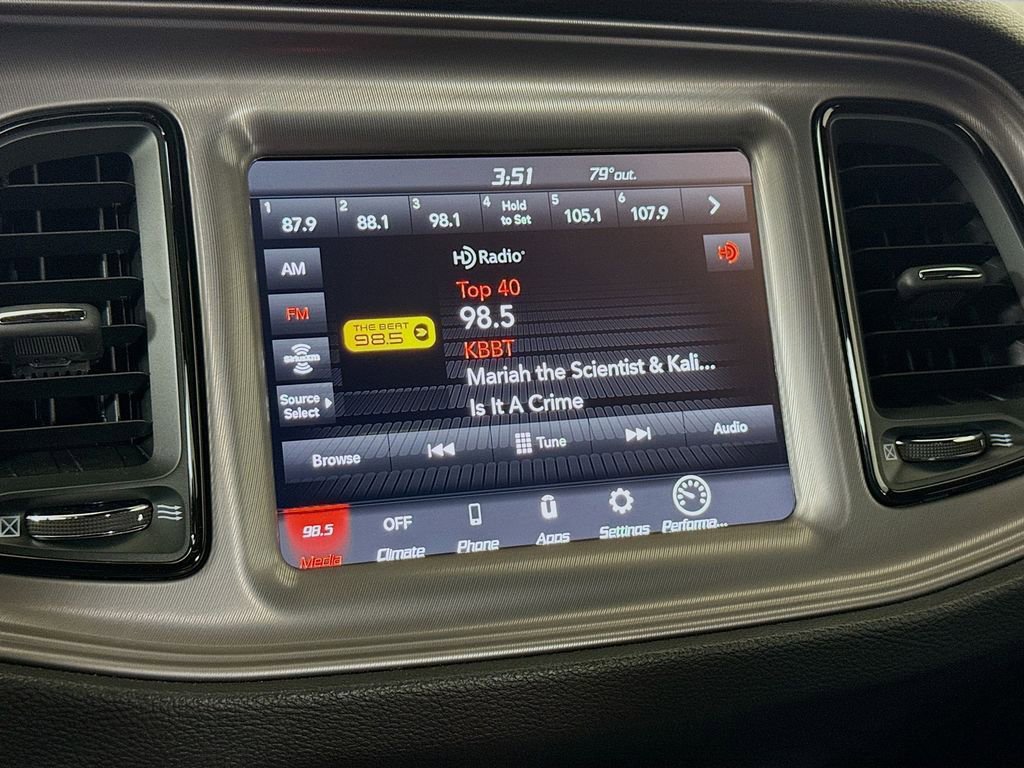 3:51 79° out.
1 87.9 2 88.1 3 98.1 4 Hold to Set 5 105.1 6 107.9
HD Radio
HD
AM
Top 40
98.5
FM
THE BEAT
98.5
KBBT
SiriusXM
Mariah the Scientist & Kali...
Source
Select
Is It A Crime
Browse Tune Audio
98.5 OFF
Media Climate Phone Apps Settings Performa...